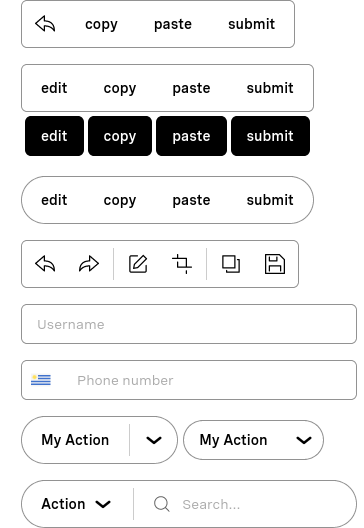 copy paste submit
edit copy paste submit
edit copy paste submit
edit copy paste submit
Username
Phone number
My Action My Action
Action Search...